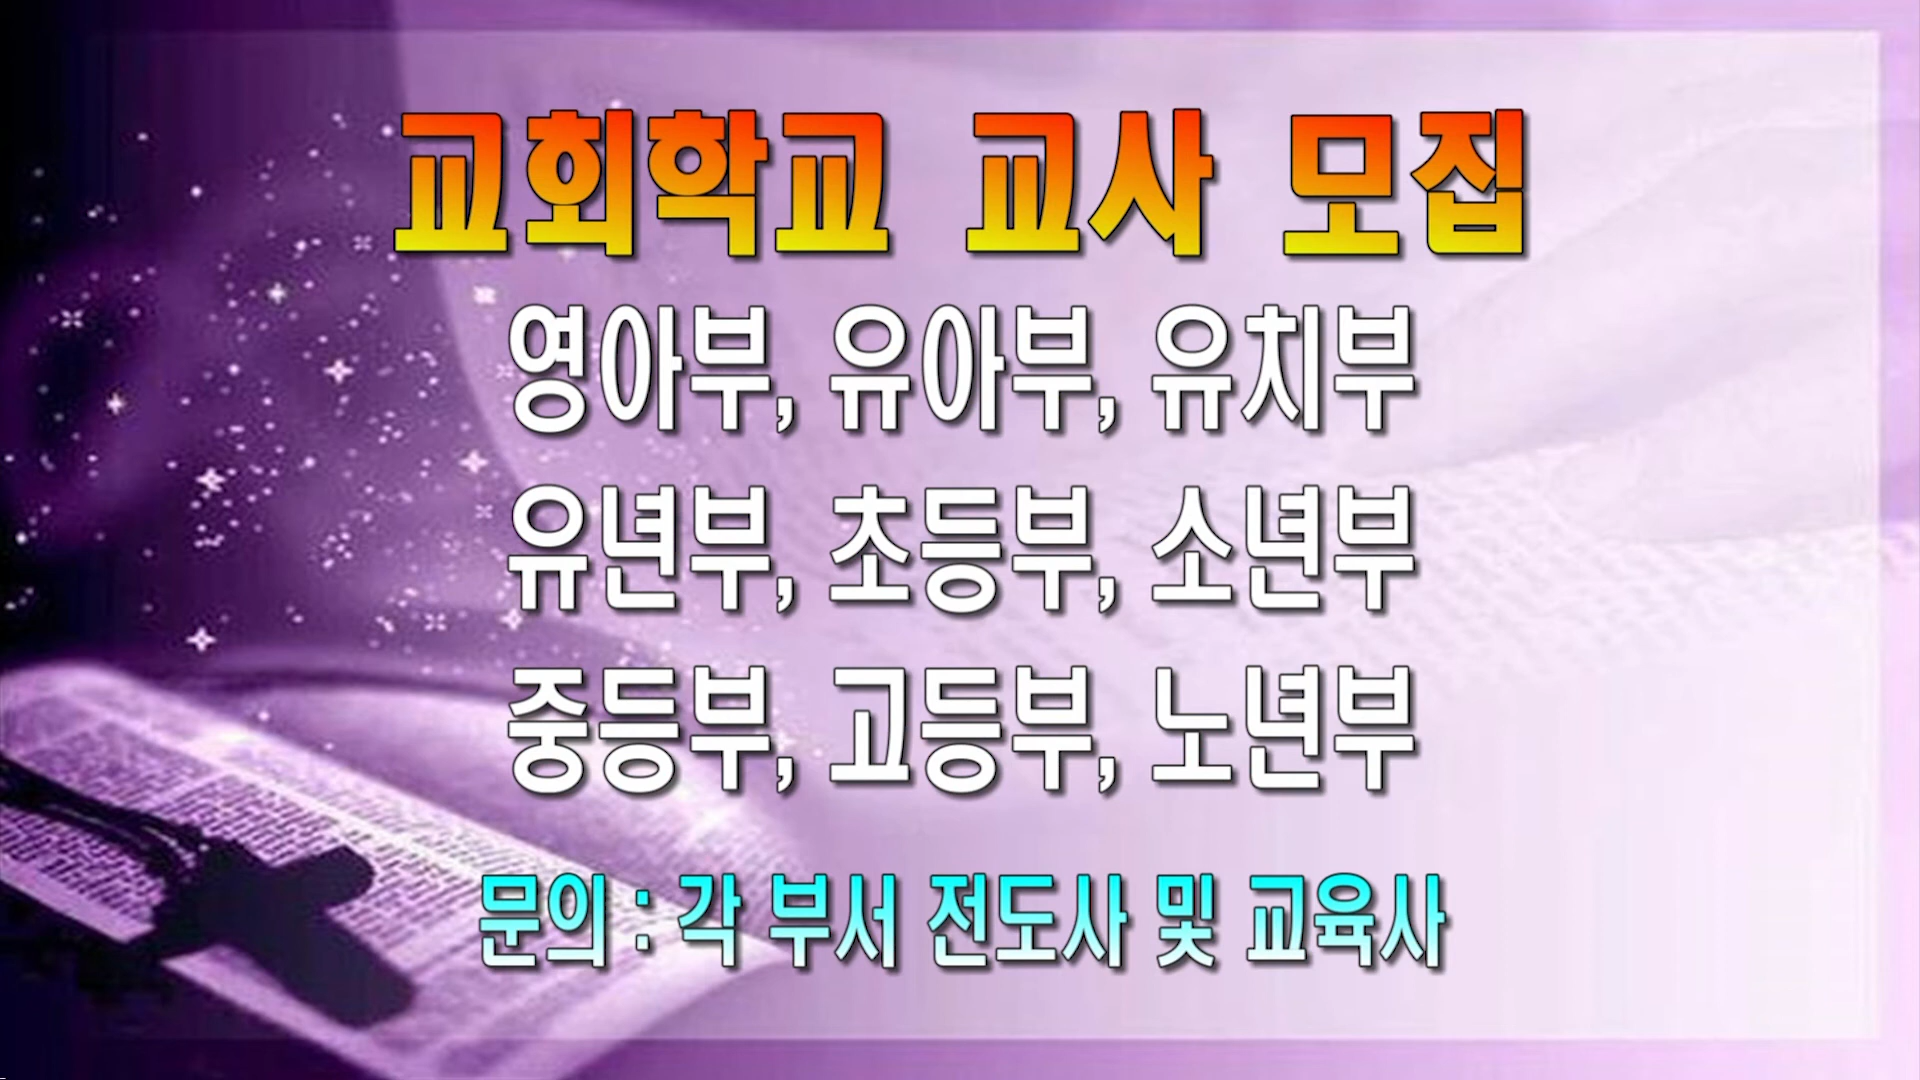 교회학교 교사 모집
영아부, 유아부, 유치부
유년부, 초등부, 소년부
중등부, 고등부, 노년부
문의 : 각 부서 전도사 및 교육사